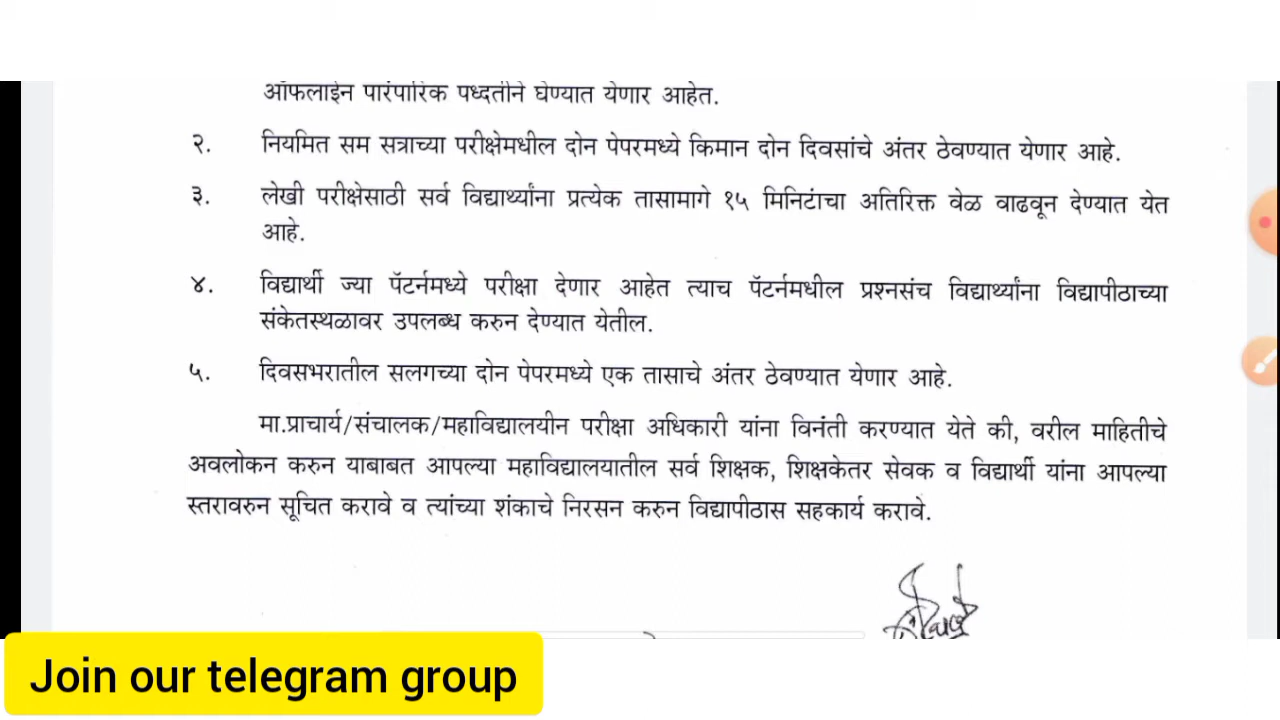 ऑफलाईन पारंपारिक पध्दतीने घेण्यात येणार आहेत.
२. नियमित सम सत्राच्या परीक्षेमधील दोन पेपरमध्ये किमान दोन दिवसांचे अंतर ठेवण्यात येणार आहे.
३. लेखी परीक्षेसाठी सर्व विद्यार्थ्यांना प्रत्येक तासामागे १५ मिनिटांचा अतिरिक्त वेळ वाढवून देण्यात येत
आहे.
४. विद्यार्थी ज्या पॅटर्नमध्ये परीक्षा देणार आहेत त्याच पॅटर्नमधील प्रश्नसंच विद्यार्थ्यांना विद्यापीठाच्या
संकेतस्थळावर उपलब्ध करुन देण्यात येतील.
५. दिवसभरातील सलगच्या दोन पेपरमध्ये एक तासाचे अंतर ठेवण्यात येणार आहे.
मा.प्राचार्य/संचालक/महाविद्यालयीन परीक्षा अधिकारी यांना विनंती करण्यात येते की, वरील माहितीचे
अवलोकन करुन याबाबत आपल्या महाविद्यालयातील सर्व शिक्षक, शिक्षकेतर सेवक व विद्यार्थी यांना आपल्या
स्तरावरुन सूचित करावे व त्यांच्या शंकाचे निरसन करुन विद्यापीठास सहकार्य करावे.
Join our telegram group